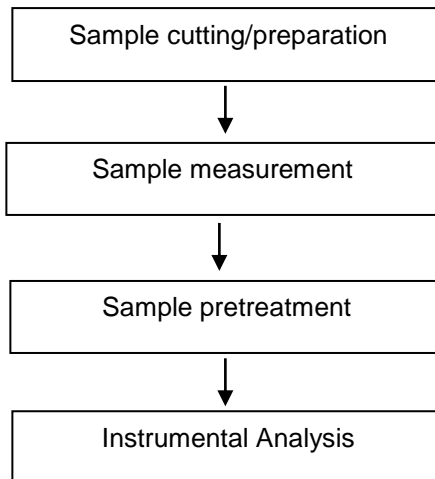 Sample cutting/preparation
Sample measurement
Sample pretreatment
Instrumental Analysis